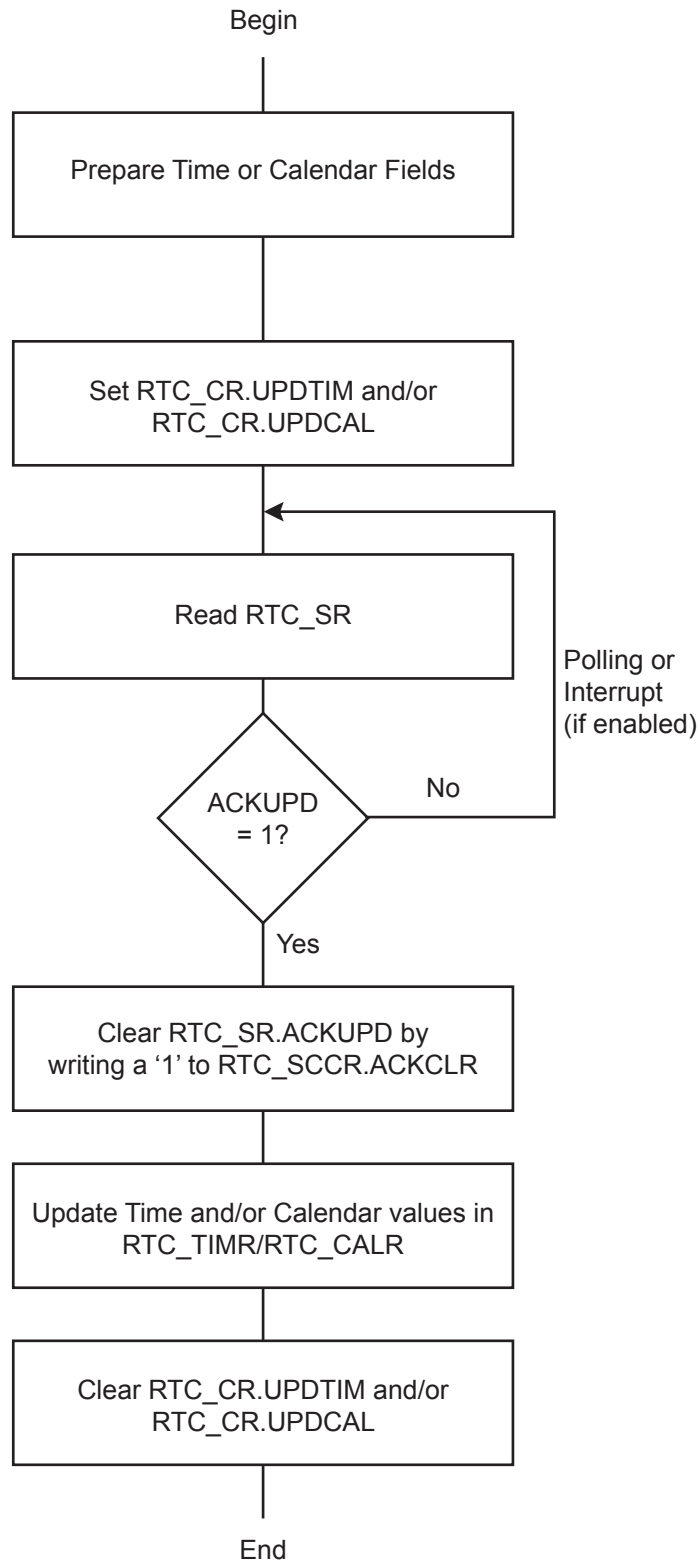 Begin
Prepare Time or Calendar Fields
Set RTC_CR.UPDTIM and/or
RTC_CR.UPDCAL
Read RTC_SR
Polling or
Interrupt
(if enabled)
ACKUPD
= 1?
No
Yes
Clear RTC_SR.ACKUPD by
writing a ‘1’ to RTC_SCCR.ACKCLR
Update Time and/or Calendar values in
RTC_TIMR/RTC_CALR
Clear RTC_CR.UPDTIM and/or
RTC_CR.UPDCAL
End